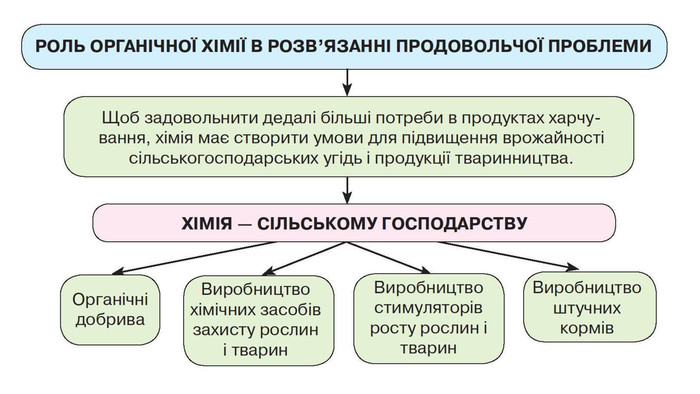 РОЛЬ ОРГАНІЧНОЇ ХІМІЇ В РОЗВ’ЯЗАННІ ПРОДОВОЛЬЧОЇ ПРОБЛЕМИ
Щоб задовольнити дедалі більші потреби в продуктах харчу-
вання, хімія має створити умови для підвищення врожайності
сільськогосподарських угідь і продукції тваринництва.
ХІМІЯ — СІЛЬСЬКОМУ ГОСПОДАРСТВУ
Органічні
добрива
Виробництво
хімічних засобів
захисту рослин
і тварин
Виробництво
стимуляторів
росту рослин і
тварин
Виробництво
штучних
кормів